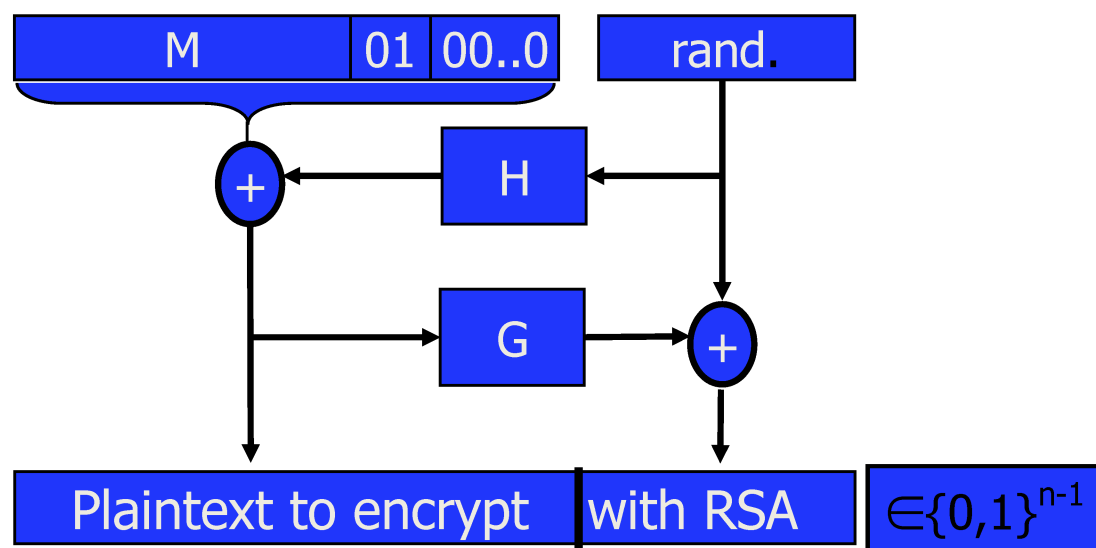 M 01 00..0 rand.
+ H
G +
Plaintext to encrypt with RSA ∈{0,1}ⁿ⁻¹